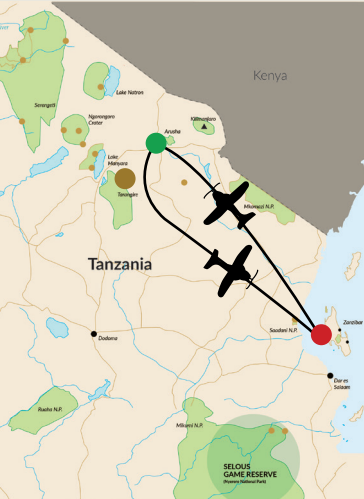 Kenya
Lake Natron
Serengeti
Ngorongoro
Crater
Kilimanjaro
Arusha
Lake
Manyara
Tarangire
Mkomazi N.P.
Tanzania
Saadani N.P.
Zanzibar
Dodoma
Dar es
Salaam
Ruaha N.P.
Mikumi N.P.
SELOUS
GAME RESERVE
(Nyerere National Park)